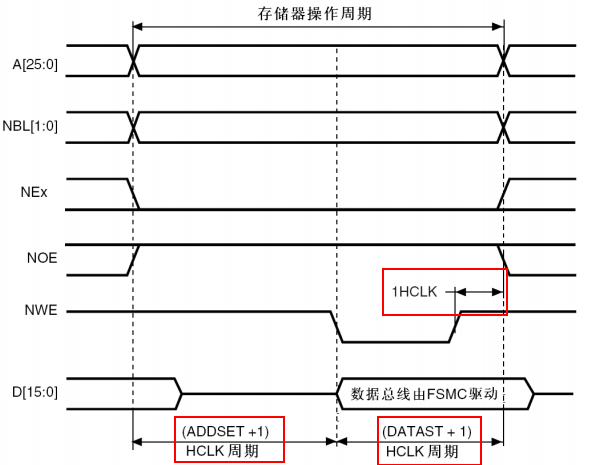 存储器操作周期
A[25:0]
NBL[1:0]
NEx
NOE
1HCLK
NWE
D[15:0]
数据总线由FSMC驱动
(ADDSET +1)
HCLK 周期
(DATAST + 1)
HCLK 周期